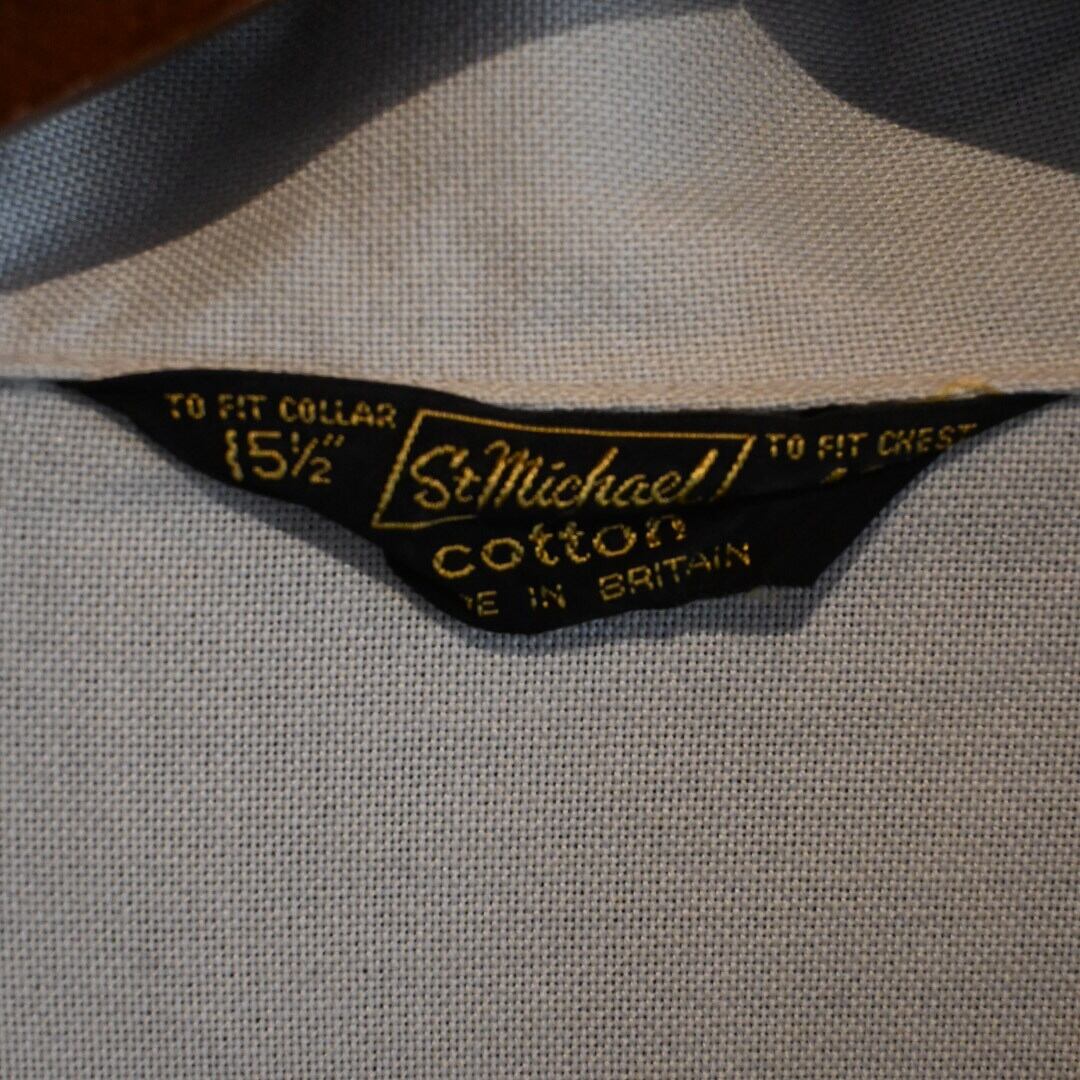 TO FIT COLLAR
15½"
St Michael
TO FIT CHEST
cotton
IN BRITAIN